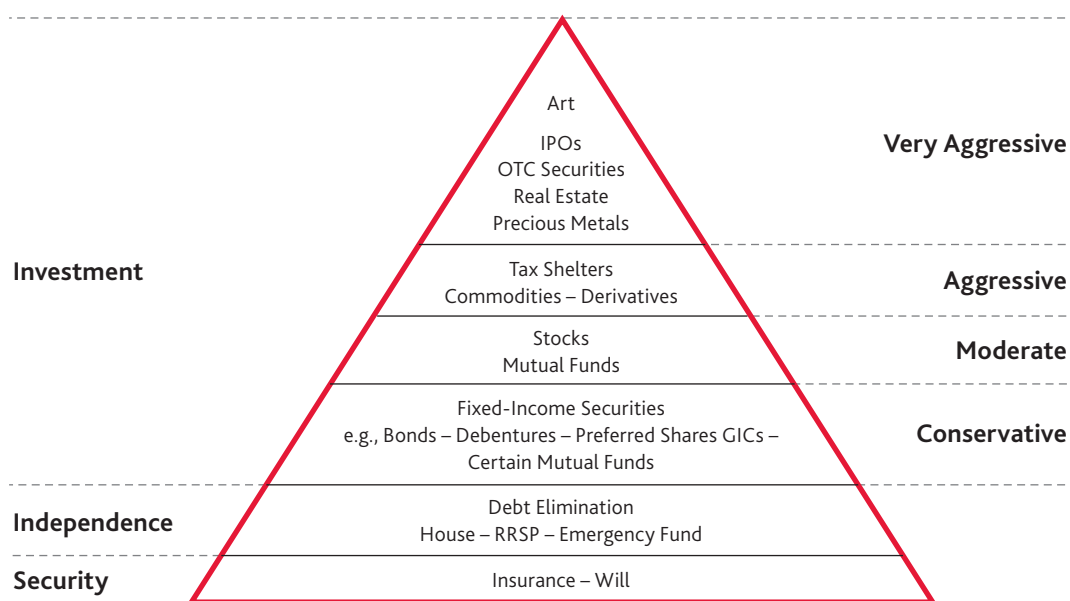 Art
IPOs
Very Aggressive
OTC Securities
Real Estate
Precious Metals
Investment
Tax Shelters
Aggressive
Commodities – Derivatives
Stocks
Moderate
Mutual Funds
Fixed-Income Securities
e.g., Bonds – Debentures – Preferred Shares GICs –
Conservative
Certain Mutual Funds
Independence
Debt Elimination
House – RRSP – Emergency Fund
Security
Insurance – Will